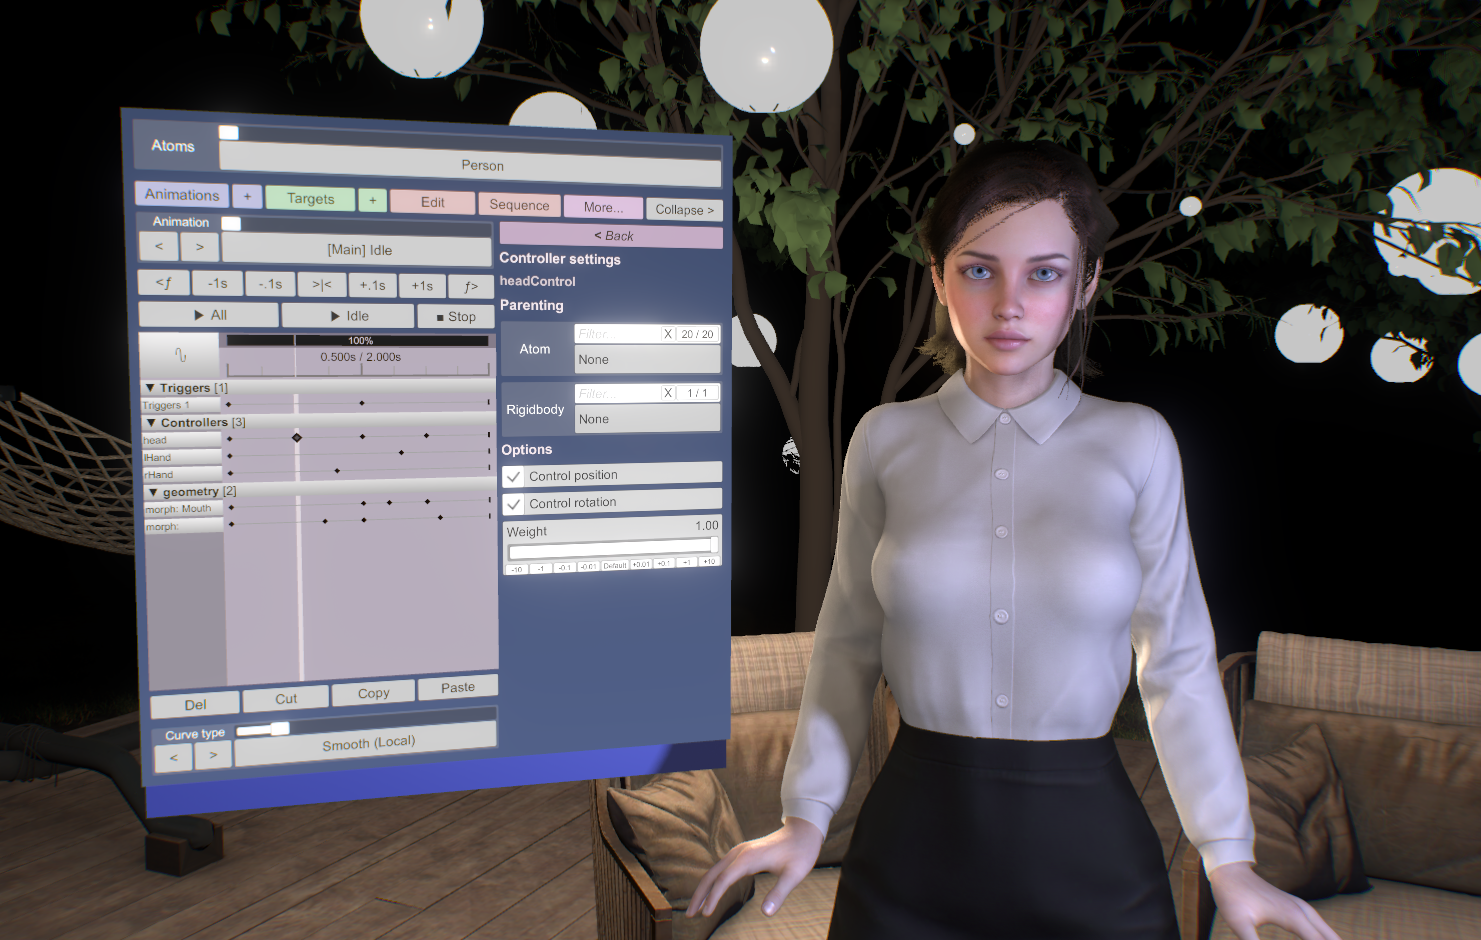 Atoms
Person
Animations + Targets + Edit Sequence More... Collapse >
Animation
< > [Main] Idle
<ƒ -1s -.1s >|< +.1s +1s ƒ>
▶ All ▶ Idle ■ Stop
100%
0.500s / 2.000s
▼ Triggers [1]
Triggers 1
▼ Controllers [3]
head
lHand
rHand
▼ geometry [2]
morph: Mouth
morph:
Del Cut Copy Paste
Curve type
< > Smooth (Local)
< Back
Controller settings
headControl
Parenting
Atom
Filter... X 20 / 20
None
Rigidbody
Filter... X 1 / 1
None
Options
Control position
Control rotation
Weight 1.00
-10 -1 -0.1 -0.01 Default +0.01 +0.1 +1 +10